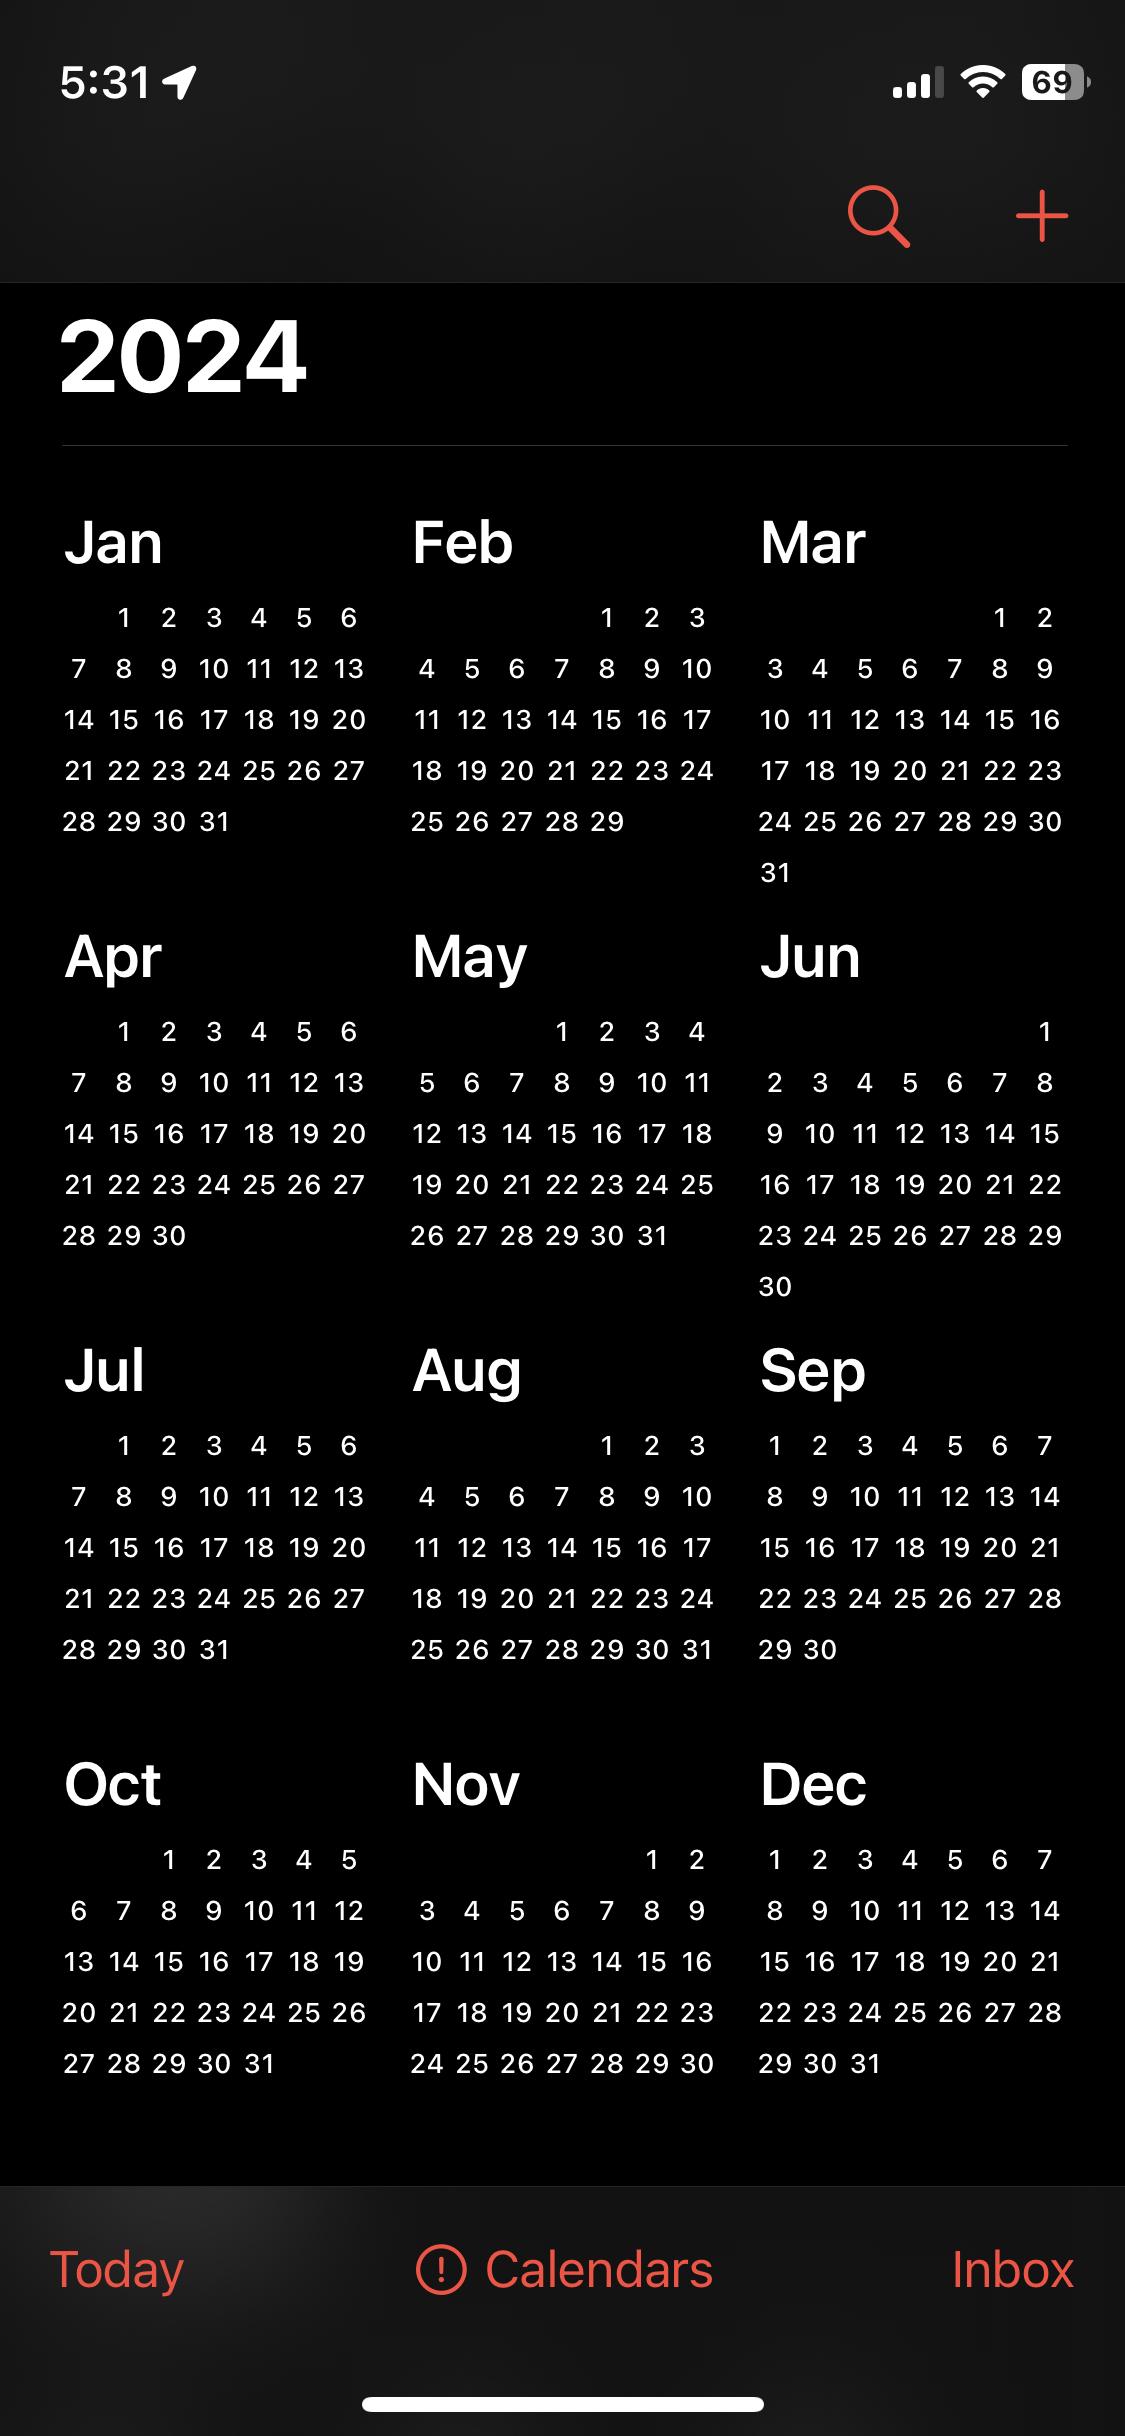 5:31 69
2024
Jan Feb Mar
1 2 3 4 5 6 1 2 3 1 2
7 8 9 10 11 12 13 4 5 6 7 8 9 10 3 4 5 6 7 8 9
14 15 16 17 18 19 20 11 12 13 14 15 16 17 10 11 12 13 14 15 16
21 22 23 24 25 26 27 18 19 20 21 22 23 24 17 18 19 20 21 22 23
28 29 30 31 25 26 27 28 29 24 25 26 27 28 29 30
31
Apr May Jun
1 2 3 4 5 6 1 2 3 4 1
7 8 9 10 11 12 13 5 6 7 8 9 10 11 2 3 4 5 6 7 8
14 15 16 17 18 19 20 12 13 14 15 16 17 18 9 10 11 12 13 14 15
21 22 23 24 25 26 27 19 20 21 22 23 24 25 16 17 18 19 20 21 22
28 29 30 26 27 28 29 30 31 23 24 25 26 27 28 29
30
Jul Aug Sep
1 2 3 4 5 6 1 2 3 1 2 3 4 5 6 7
7 8 9 10 11 12 13 4 5 6 7 8 9 10 8 9 10 11 12 13 14
14 15 16 17 18 19 20 11 12 13 14 15 16 17 15 16 17 18 19 20 21
21 22 23 24 25 26 27 18 19 20 21 22 23 24 22 23 24 25 26 27 28
28 29 30 31 25 26 27 28 29 30 31 29 30
Oct Nov Dec
1 2 3 4 5 1 2 1 2 3 4 5 6 7
6 7 8 9 10 11 12 3 4 5 6 7 8 9 8 9 10 11 12 13 14
13 14 15 16 17 18 19 10 11 12 13 14 15 16 15 16 17 18 19 20 21
20 21 22 23 24 25 26 17 18 19 20 21 22 23 22 23 24 25 26 27 28
27 28 29 30 31 24 25 26 27 28 29 30 29 30 31
Today ! Calendars Inbox